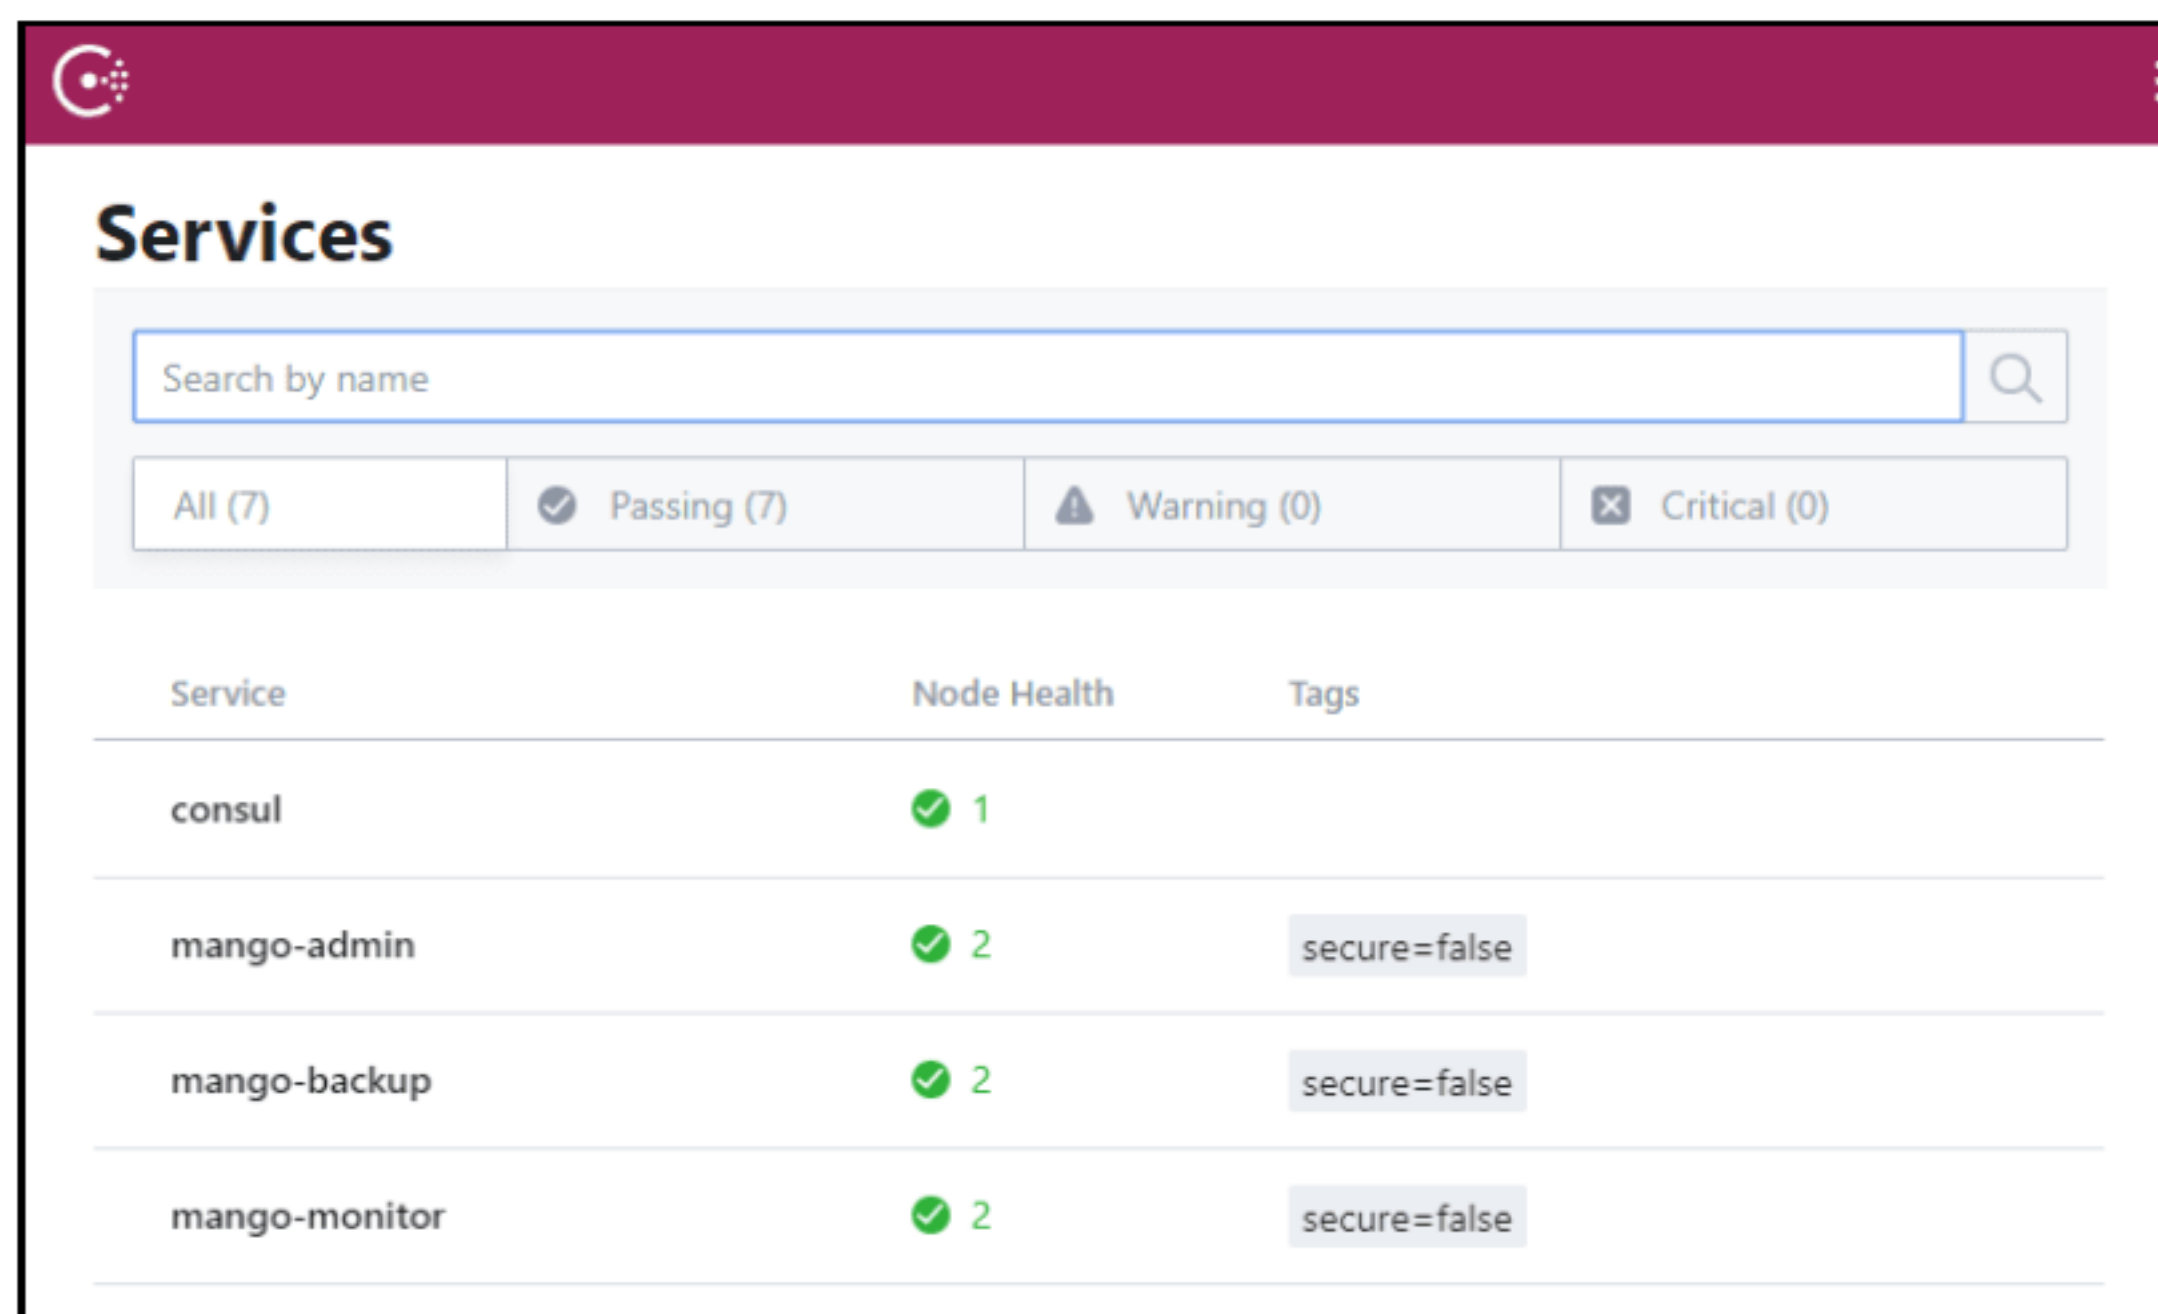 Services
Search by name
All (7) Passing (7) Warning (0) Critical (0)
Service Node Health Tags
consul 1
mango-admin 2 secure=false
mango-backup 2 secure=false
mango-monitor 2 secure=false